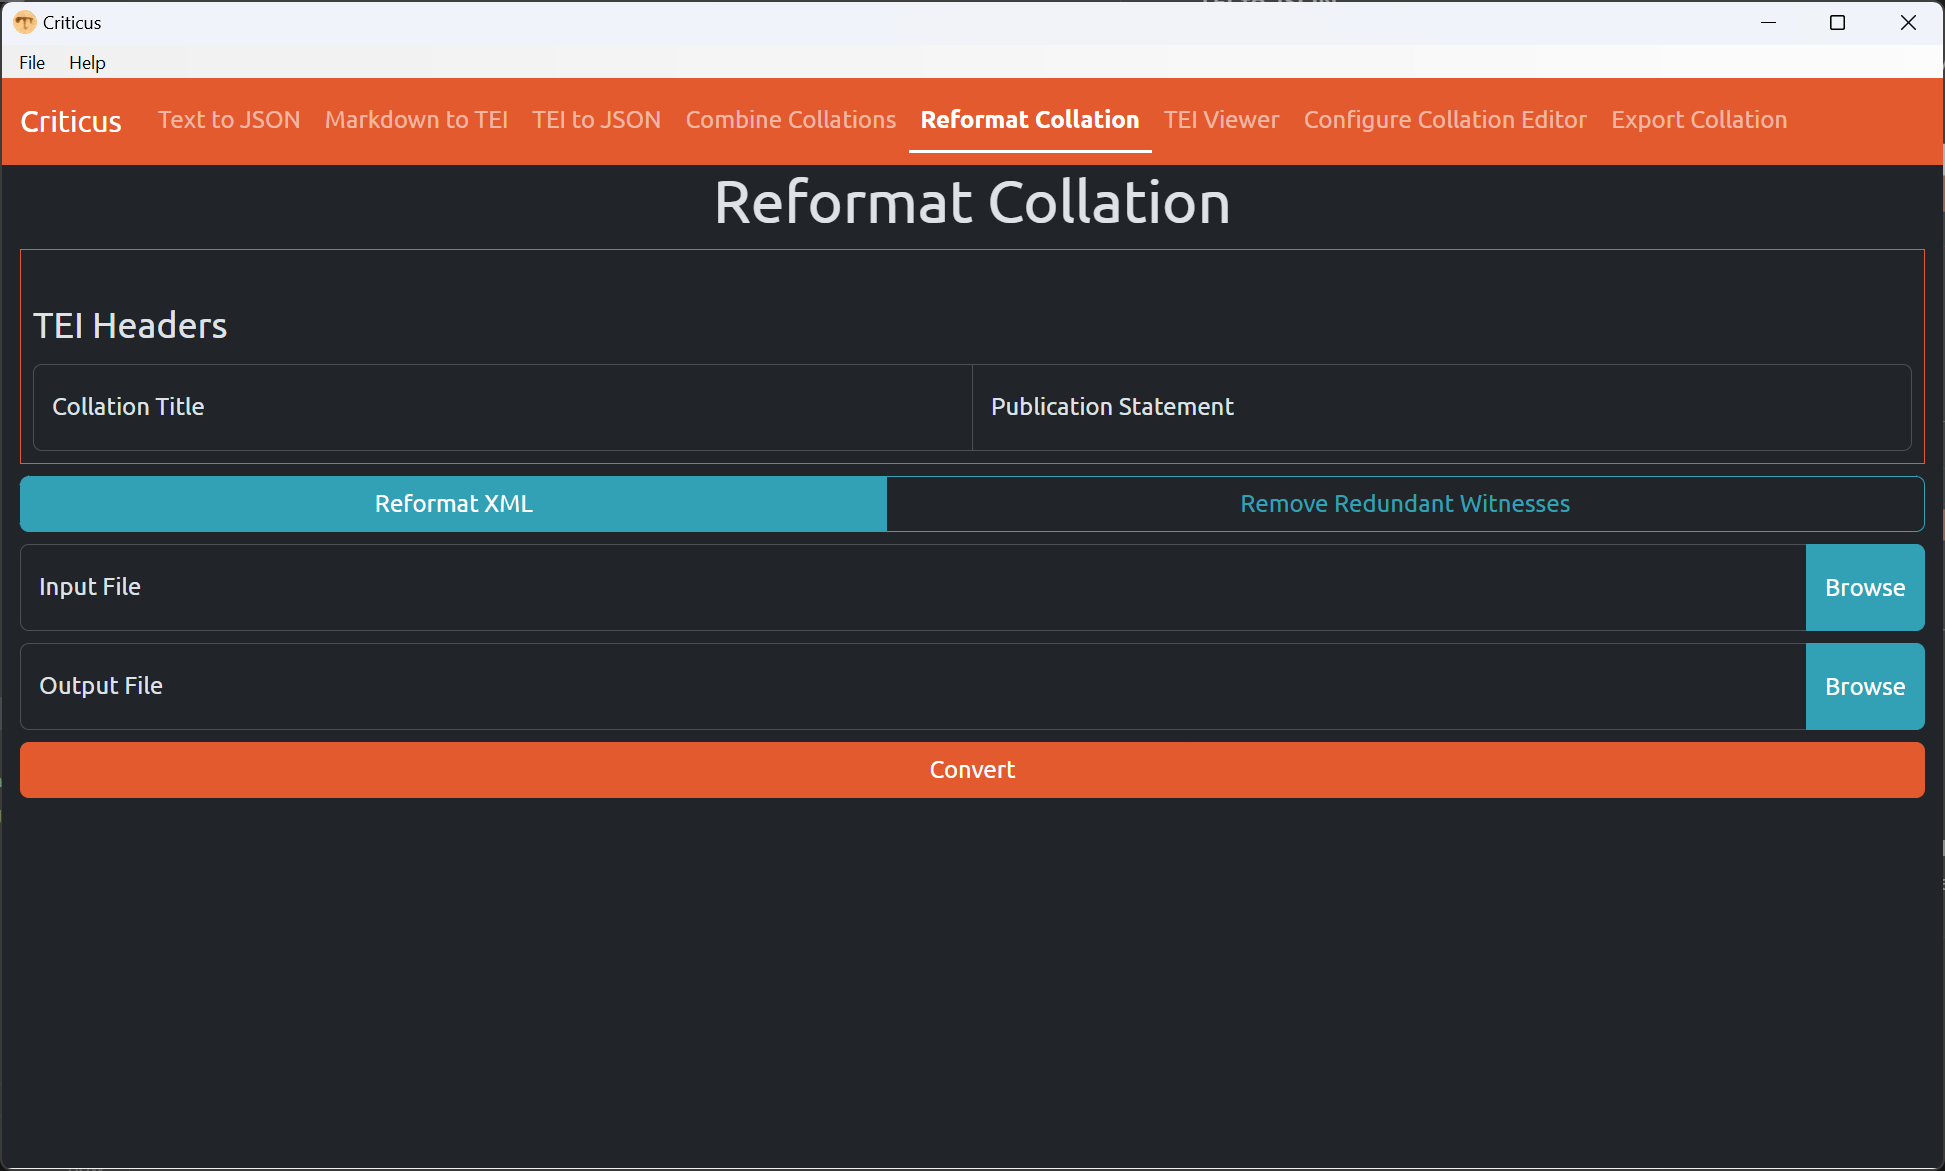 Criticus
File Help
Criticus Text to JSON Markdown to TEI TEI to JSON Combine Collations Reformat Collation TEI Viewer Configure Collation Editor Export Collation
Reformat Collation
TEI Headers
Collation Title Publication Statement
Reformat XML Remove Redundant Witnesses
Input File Browse
Output File Browse
Convert